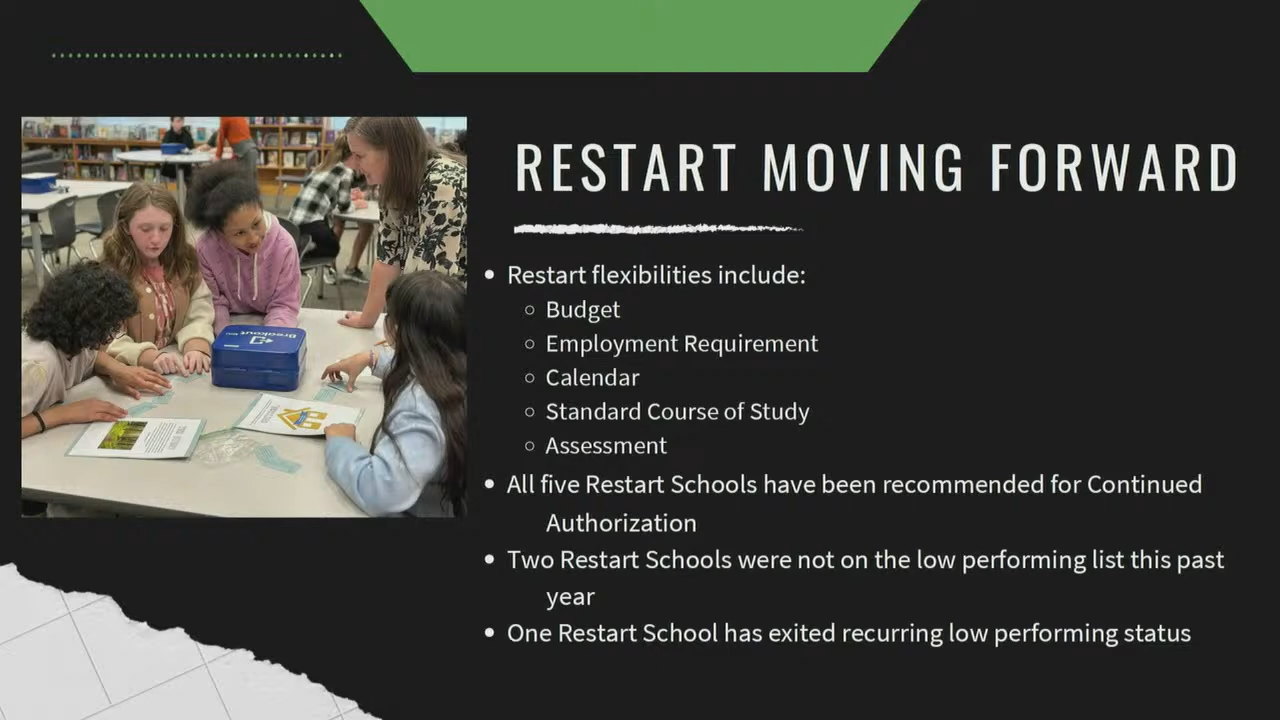 RESTART MOVING FORWARD
• Restart flexibilities include:
○ Budget
○ Employment Requirement
○ Calendar
○ Standard Course of Study
○ Assessment
• All five Restart Schools have been recommended for Continued
Authorization
• Two Restart Schools were not on the low performing list this past
year
• One Restart School has exited recurring low performing status
Breakout